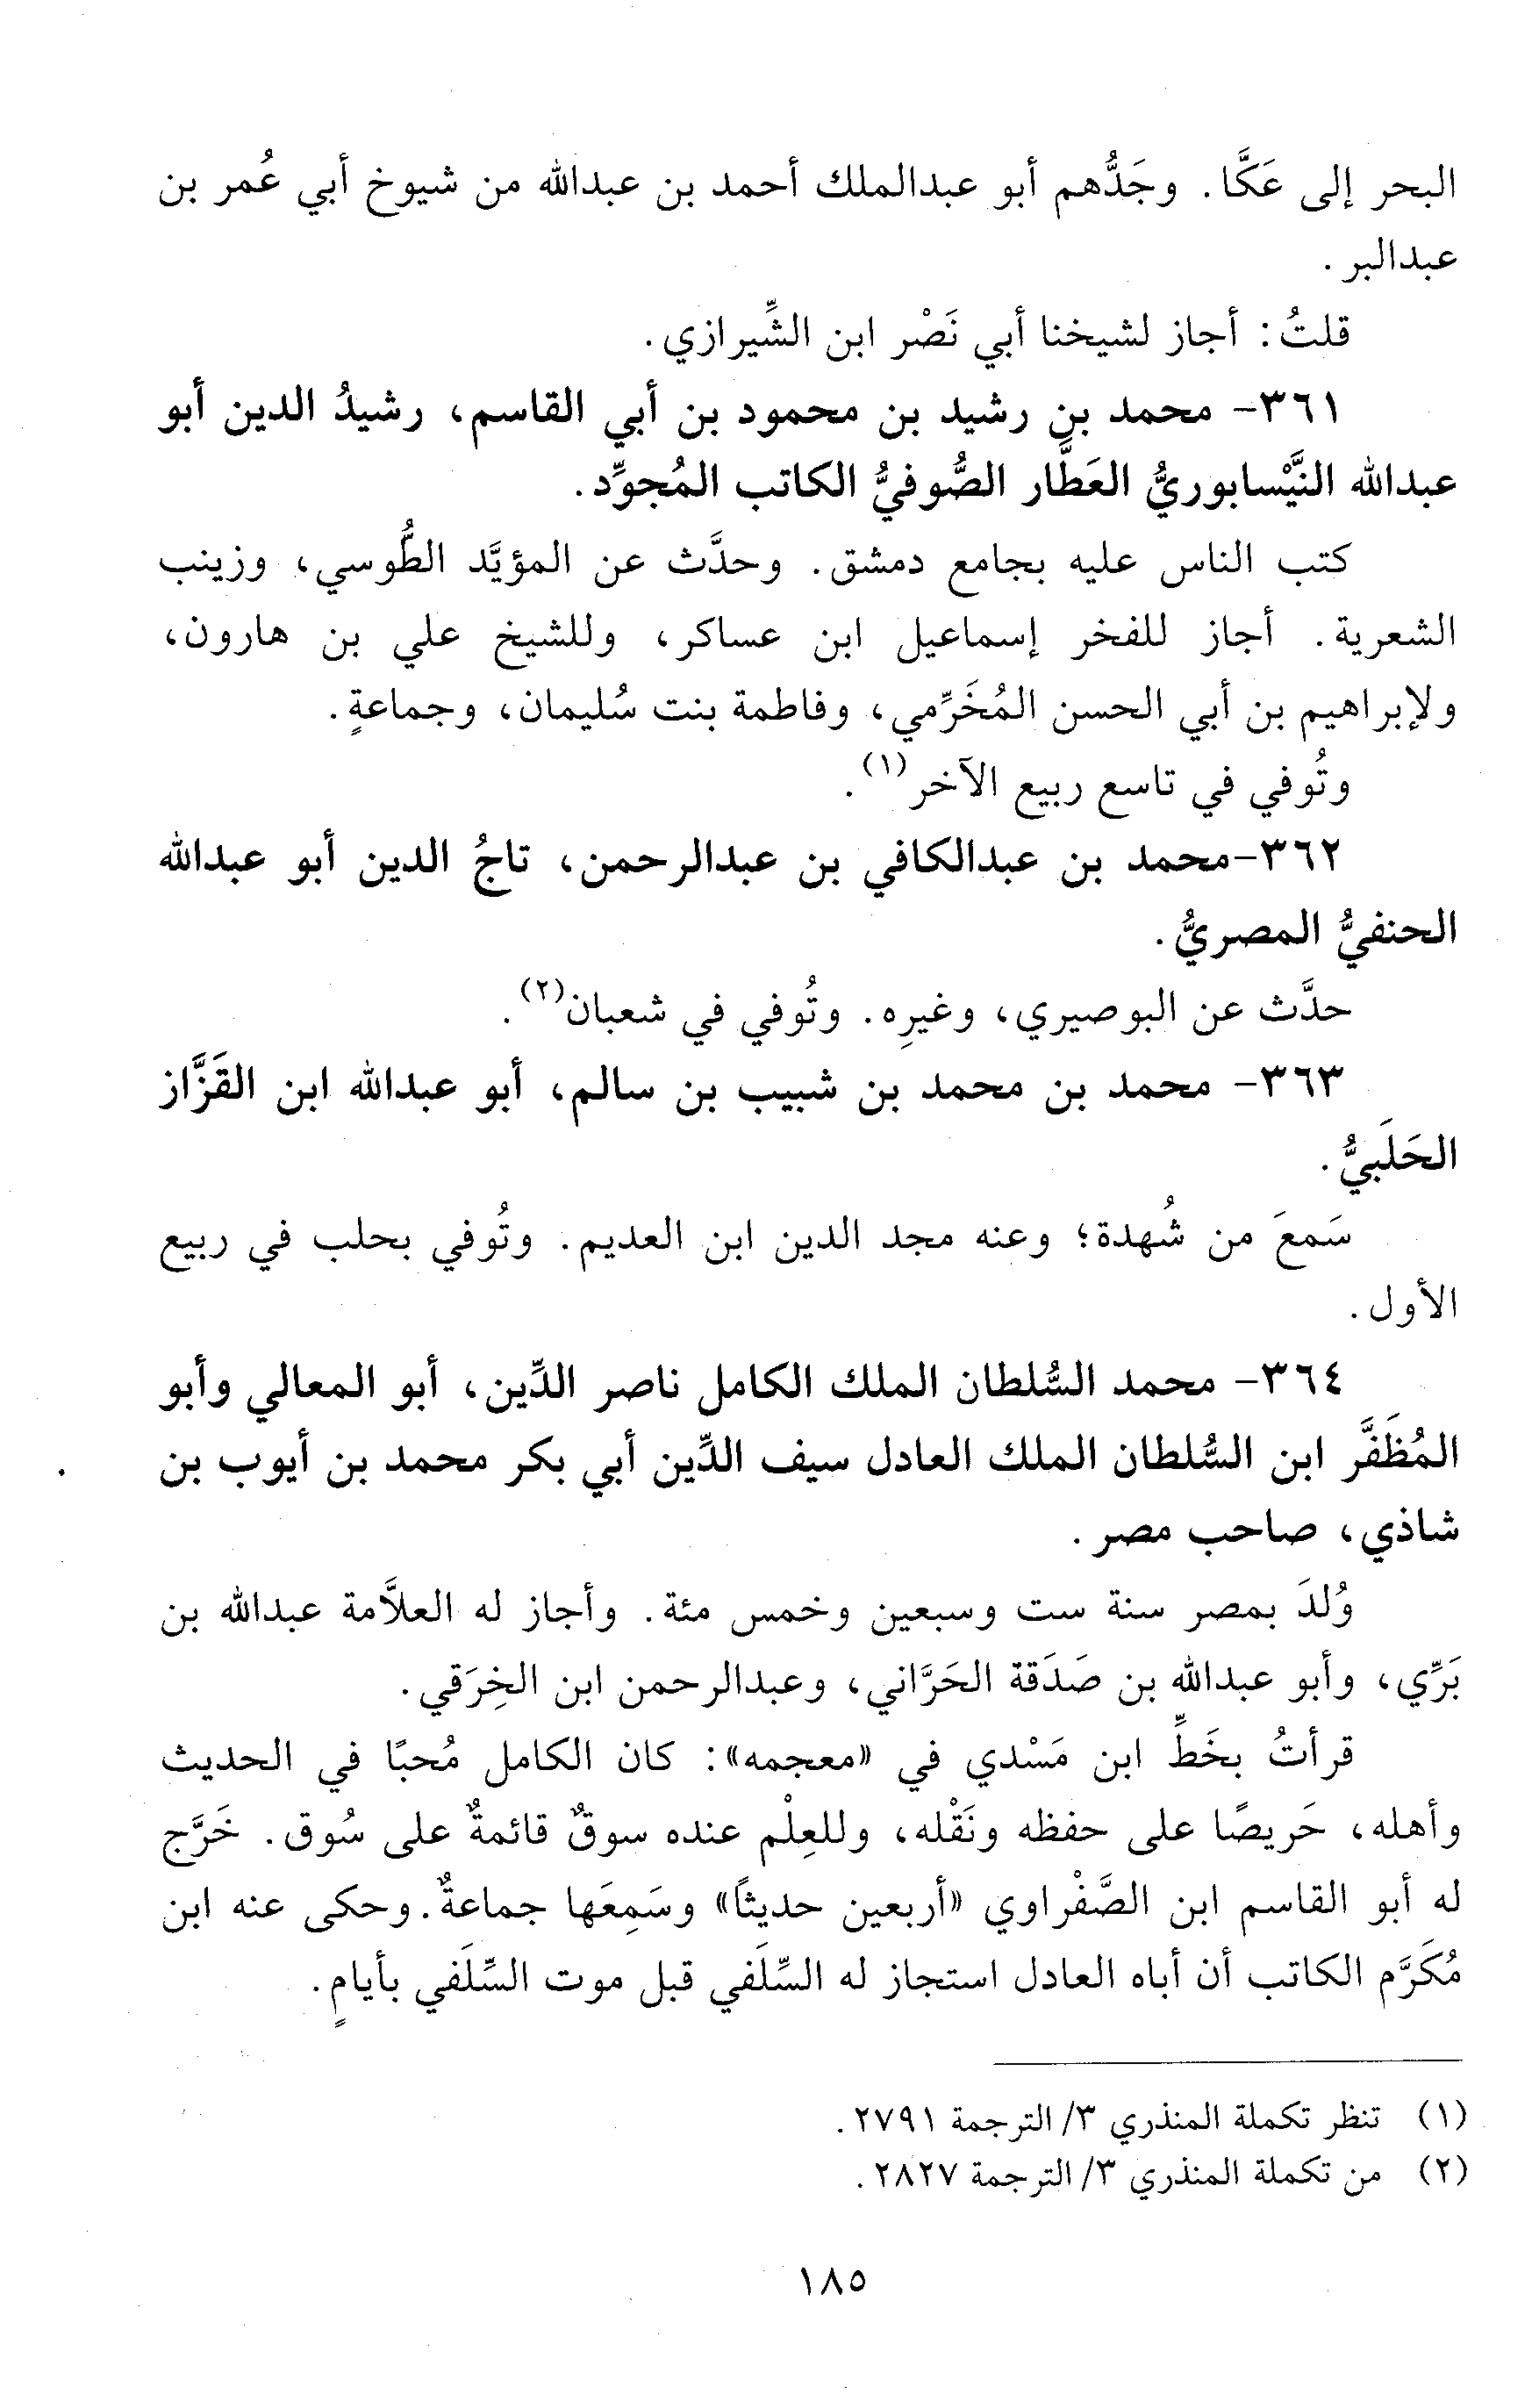 البحر إلى عَكَّا. وجَدُّهم أبو عبدالملك أحمد بن عبدالله من شيوخ أبي عُمر بن
عبدالبر.
قلتُ: أجاز لشيخنا أبي نَصْر ابن الشِّيرازي.
٣٦١- محمد بن رشيد بن محمود بن أبي القاسم، رشيدُ الدين أبو
عبدالله النَّيْسابوريُّ العَطَّار الصُّوفيُّ الكاتب المُجوِّد.
كتب الناس عليه بجامع دمشق. وحدَّث عن المؤيَّد الطُّوسي، وزينب
الشعرية. أجاز للفخر إسماعيل ابن عساكر، وللشيخ علي بن هارون،
ولإبراهيم بن أبي الحسن المُخَرِّمي، وفاطمة بنت سُليمان، وجماعةٍ.
وتُوفي في تاسع ربيع الآخر(١).
٣٦٢-محمد بن عبدالكافي بن عبدالرحمن، تاجُ الدين أبو عبدالله
الحنفيُّ المصريُّ.
حدَّث عن البوصيري، وغيرِه. وتُوفي في شعبان(٢).
٣٦٣- محمد بن محمد بن شبيب بن سالم، أبو عبدالله ابن القَزَّاز
الحَلَبيُّ.
سَمعَ من شُهدة؛ وعنه مجد الدين ابن العديم. وتُوفي بحلب في ربيع
الأول.
٣٦٤- محمد السُّلطان الملك الكامل ناصر الدِّين، أبو المعالي وأبو
المُظَفَّر ابن السُّلطان الملك العادل سيف الدِّين أبي بكر محمد بن أيوب بن
شاذي، صاحب مصر.
وُلدَ بمصر سنة ست وسبعين وخمس مئة. وأجاز له العلاَّمة عبدالله بن
بَرِّي، وأبو عبدالله بن صَدَقة الحَرَّاني، وعبدالرحمن ابن الخِرَقي.
قرأتُ بخَطِّ ابن مَسْدي في «معجمه»: كان الكامل مُحبًا في الحديث
وأهله، حَريصًا على حفظه ونَقْله، وللعِلْم عنده سوقٌ قائمةٌ على سُوق. خَرَّج
له أبو القاسم ابن الصَّفْراوي «أربعين حديثًا» وسَمِعَها جماعةٌ. وحكى عنه ابن
مُكَرَّم الكاتب أن أباه العادل استجاز له السِّلَفي قبل موت السِّلَفي بأيامٍ.
(١) تنظر تكملة المنذري ٣/ الترجمة ٢٧٩١.
(٢) من تكملة المنذري ٣/ الترجمة ٢٨٢٧.
١٨٥